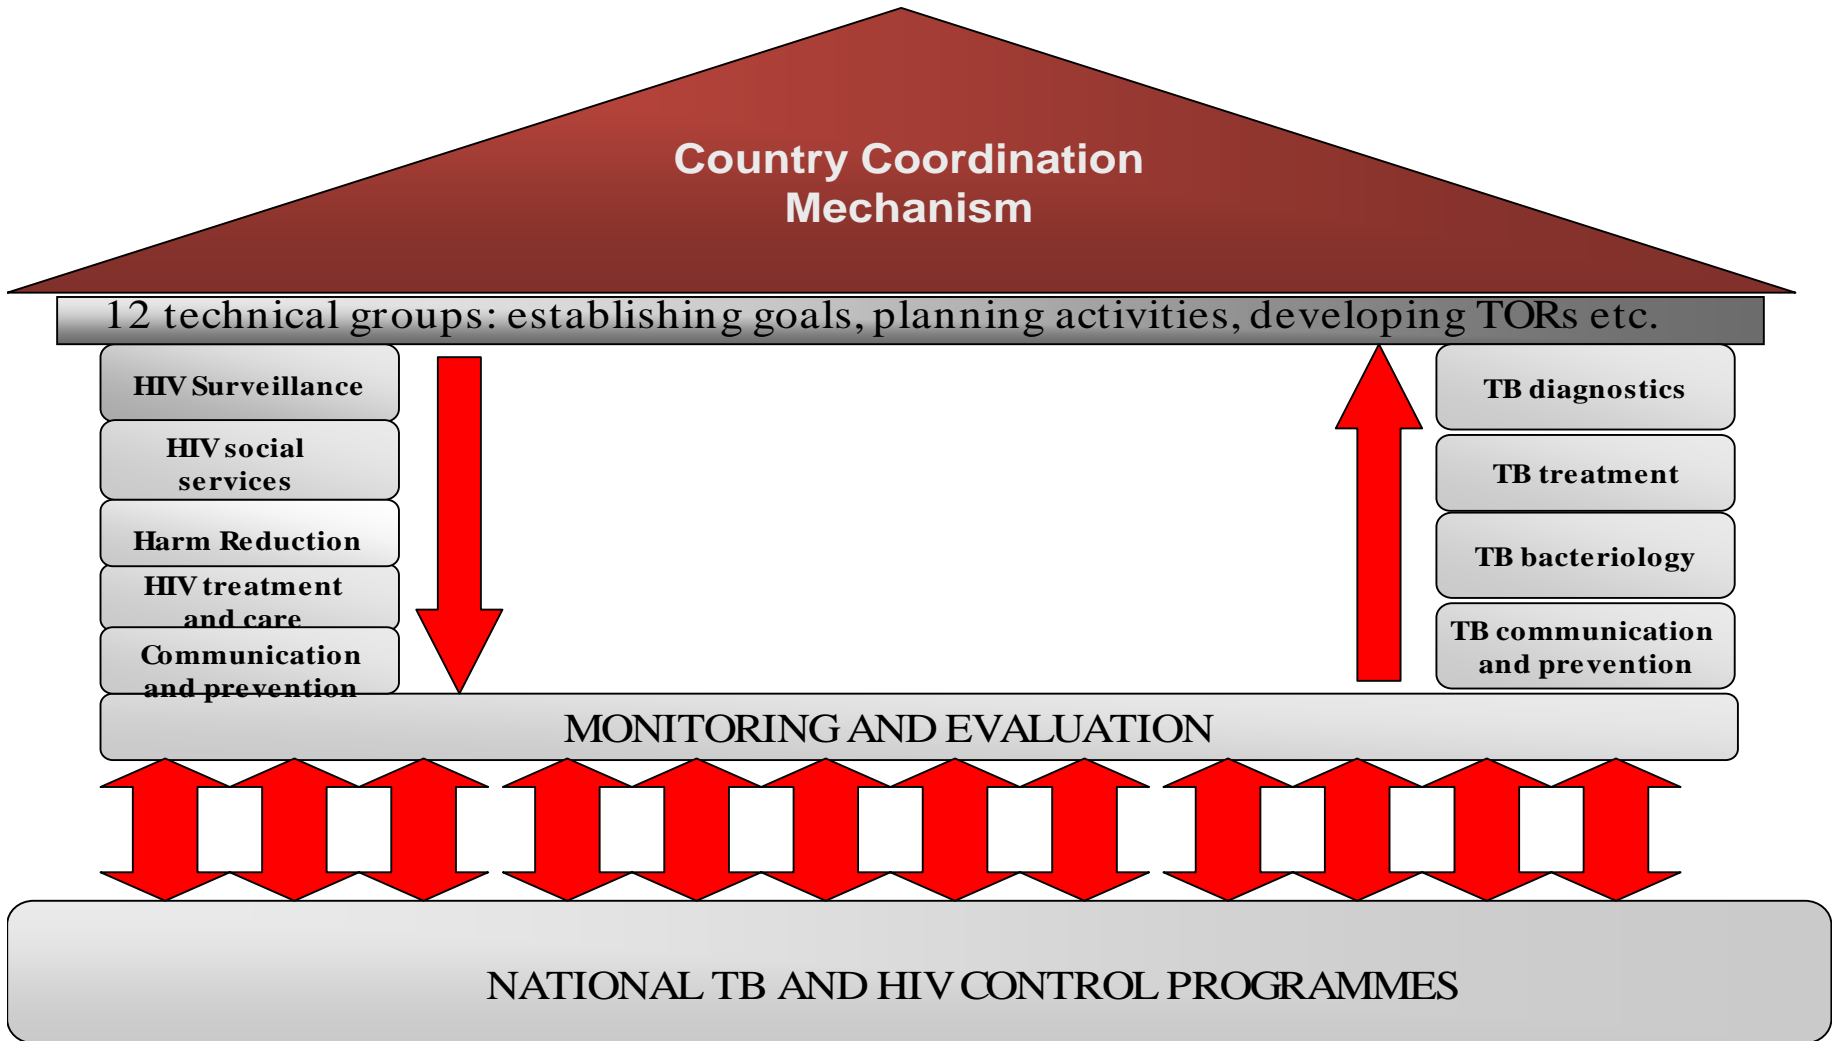 Country Coordination
Mechanism
12 technical groups: establishing goals, planning activities, developing TORs etc.
HIV Surveillance
HIV social
services
Harm Reduction
HIV treatment
and care
Communication
and prevention
TB diagnostics
TB treatment
TB bacteriology
TB communication
and prevention
MONITORING AND EVALUATION
NATIONAL TB AND HIV CONTROL PROGRAMMES